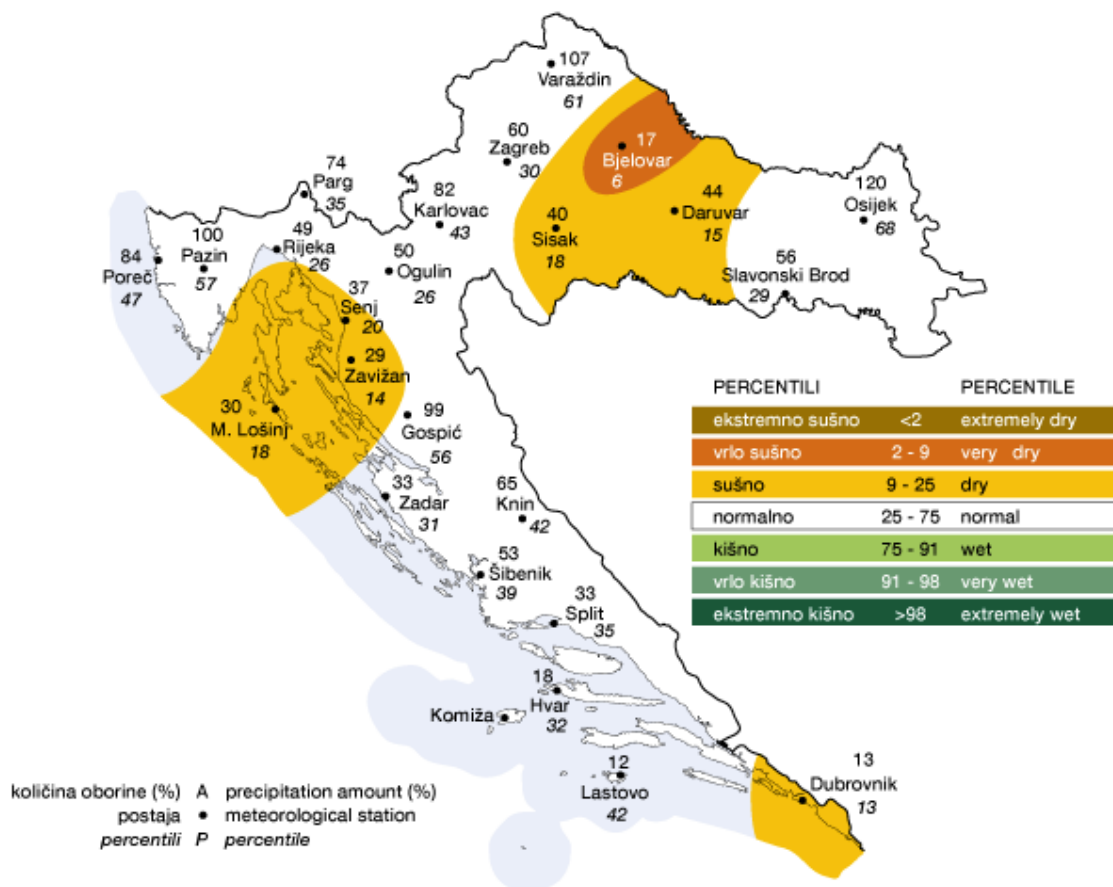 107
Varaždin
61
60
Zagreb
30
17
Bjelovar
6
74
Parg
35
82
Karlovac
43
44
Daruvar
15
120
Osijek
68
40
Sisak
18
100
Pazin
57
49
Rijeka
26
84
Poreč
47
50
Ogulin
26
56
Slavonski Brod
29
37
Senj
20
29
Zavižan
14
30
M. Lošinj
18
99
Gospić
56
33
Zadar
31
65
Knin
42
53
Šibenik
39
33
Split
35
18
Hvar
32
Komiža
12
Lastovo
42
13
Dubrovnik
13
PERCENTILI PERCENTILE
ekstremno sušno <2 extremely dry
vrlo sušno 2 - 9 very dry
sušno 9 - 25 dry
normalno 25 - 75 normal
kišno 75 - 91 wet
vrlo kišno 91 - 98 very wet
ekstremno kišno >98 extremely wet
količina oborine (%) A precipitation amount (%)
postaja ● meteorological station
percentili P percentile